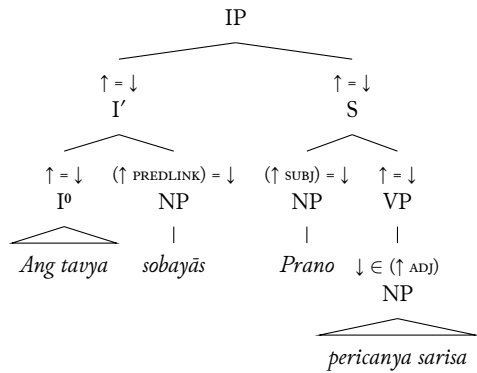 IP
↑ = ↓ ↑ = ↓
I′ S
↑ = ↓ (↑ PREDLINK) = ↓ (↑ SUBJ) = ↓ ↑ = ↓
I⁰ NP NP VP
Ang tavya sobayās Prano ↓ ∈ (↑ ADJ)
NP
pericanya sarisa